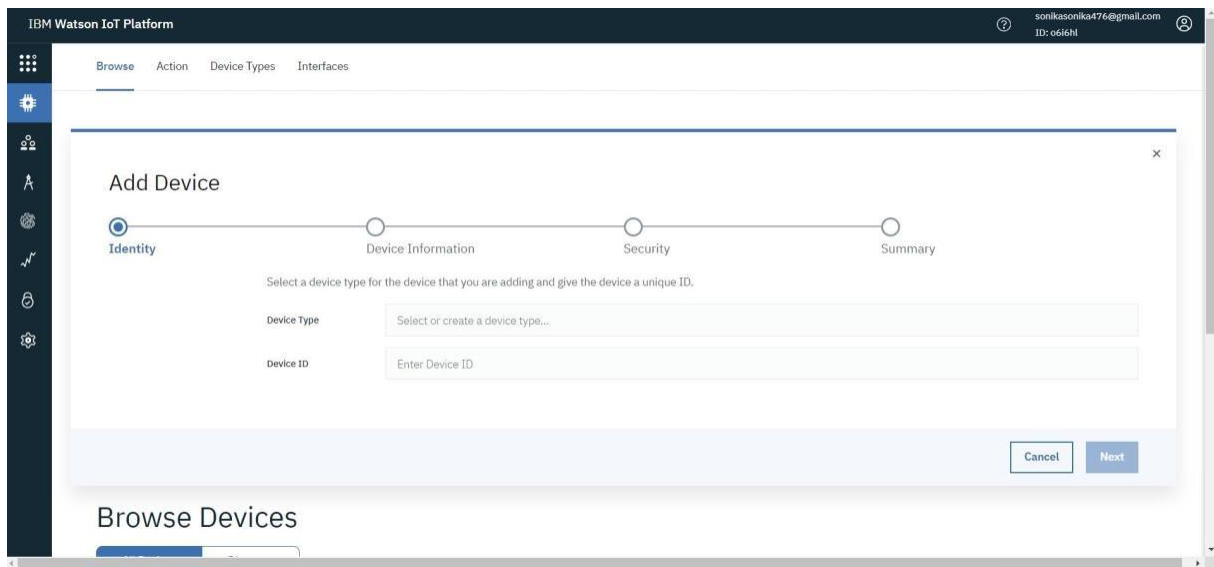 IBM Watson IoT Platform
sonikasonika476@gmail.com
ID: o6i6hl
Browse Action Device Types Interfaces
Add Device
Identity Device Information Security Summary
Select a device type for the device that you are adding and give the device a unique ID.
Device Type Select or create a device type...
Device ID Enter Device ID
Cancel Next
Browse Devices